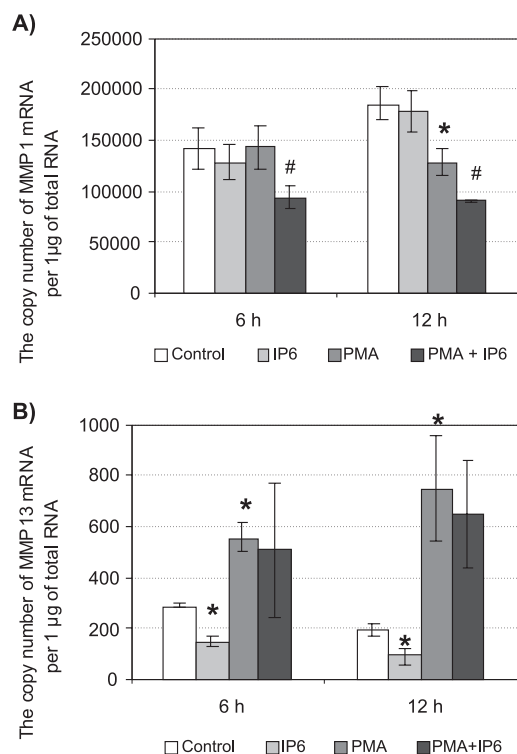 A)
The copy number of MMP1 mRNA
per 1µg of total RNA
250000
200000
150000
100000
50000
0
#
*
#
6 h
12 h
Control
IP6
PMA
PMA + IP6
B)
The copy number of MMP13 mRNA
per 1 µg of total RNA
1000
800
600
400
200
0
*
*
*
*
6 h
12 h
Control
IP6
PMA
PMA+IP6